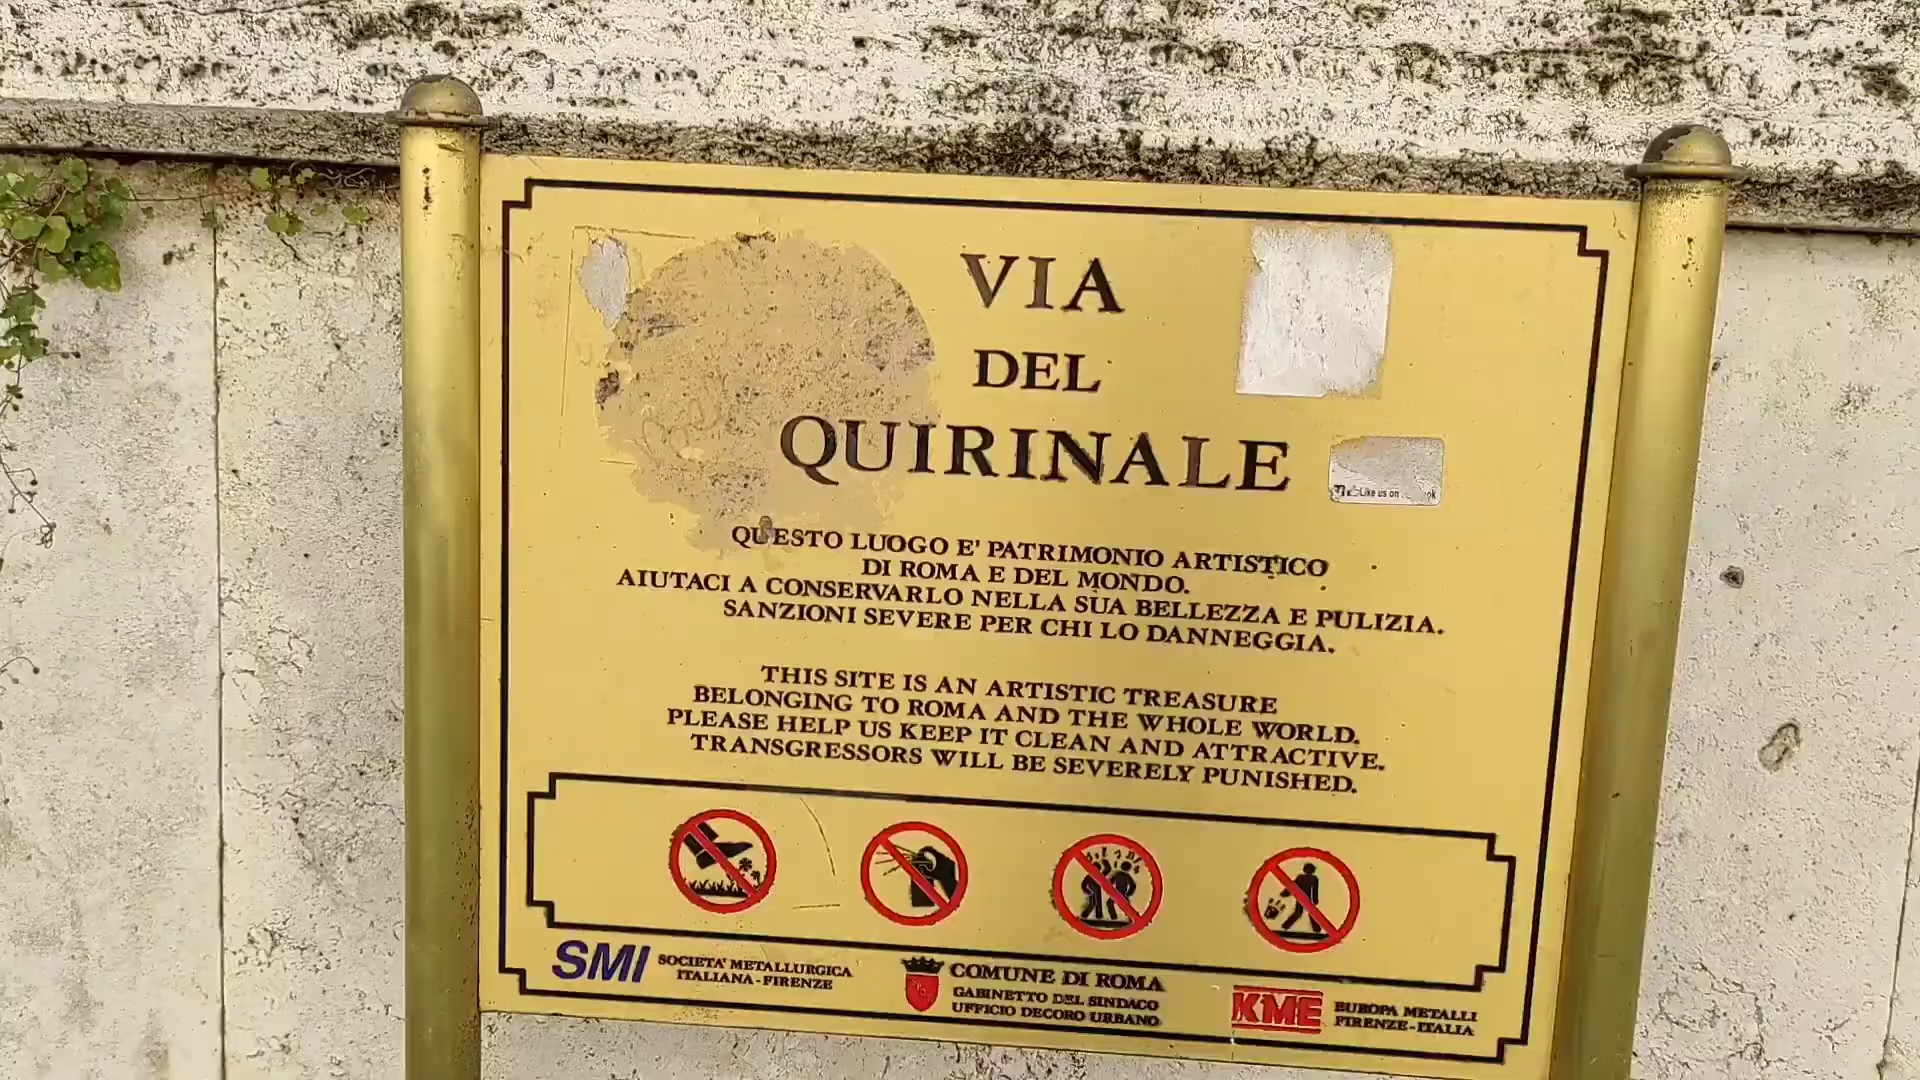 VIA
DEL
QUIRINALE
Like us on
QUESTO LUOGO E' PATRIMONIO ARTISTICO
DI ROMA E DEL MONDO.
AIUTACI A CONSERVARLO NELLA SUA BELLEZZA E PULIZIA.
SANZIONI SEVERE PER CHI LO DANNEGGIA.
THIS SITE IS AN ARTISTIC TREASURE
BELONGING TO ROMA AND THE WHOLE WORLD.
PLEASE HELP US KEEP IT CLEAN AND ATTRACTIVE.
TRANSGRESSORS WILL BE SEVERELY PUNISHED.
SMI SOCIETA' METALLURGICA
ITALIANA-FIRENZE
COMUNE DI ROMA
GABINETTO DEL SINDACO
UFFICIO DECORO URBANO
KME EUROPA METALLI
FIRENZE-ITALIA